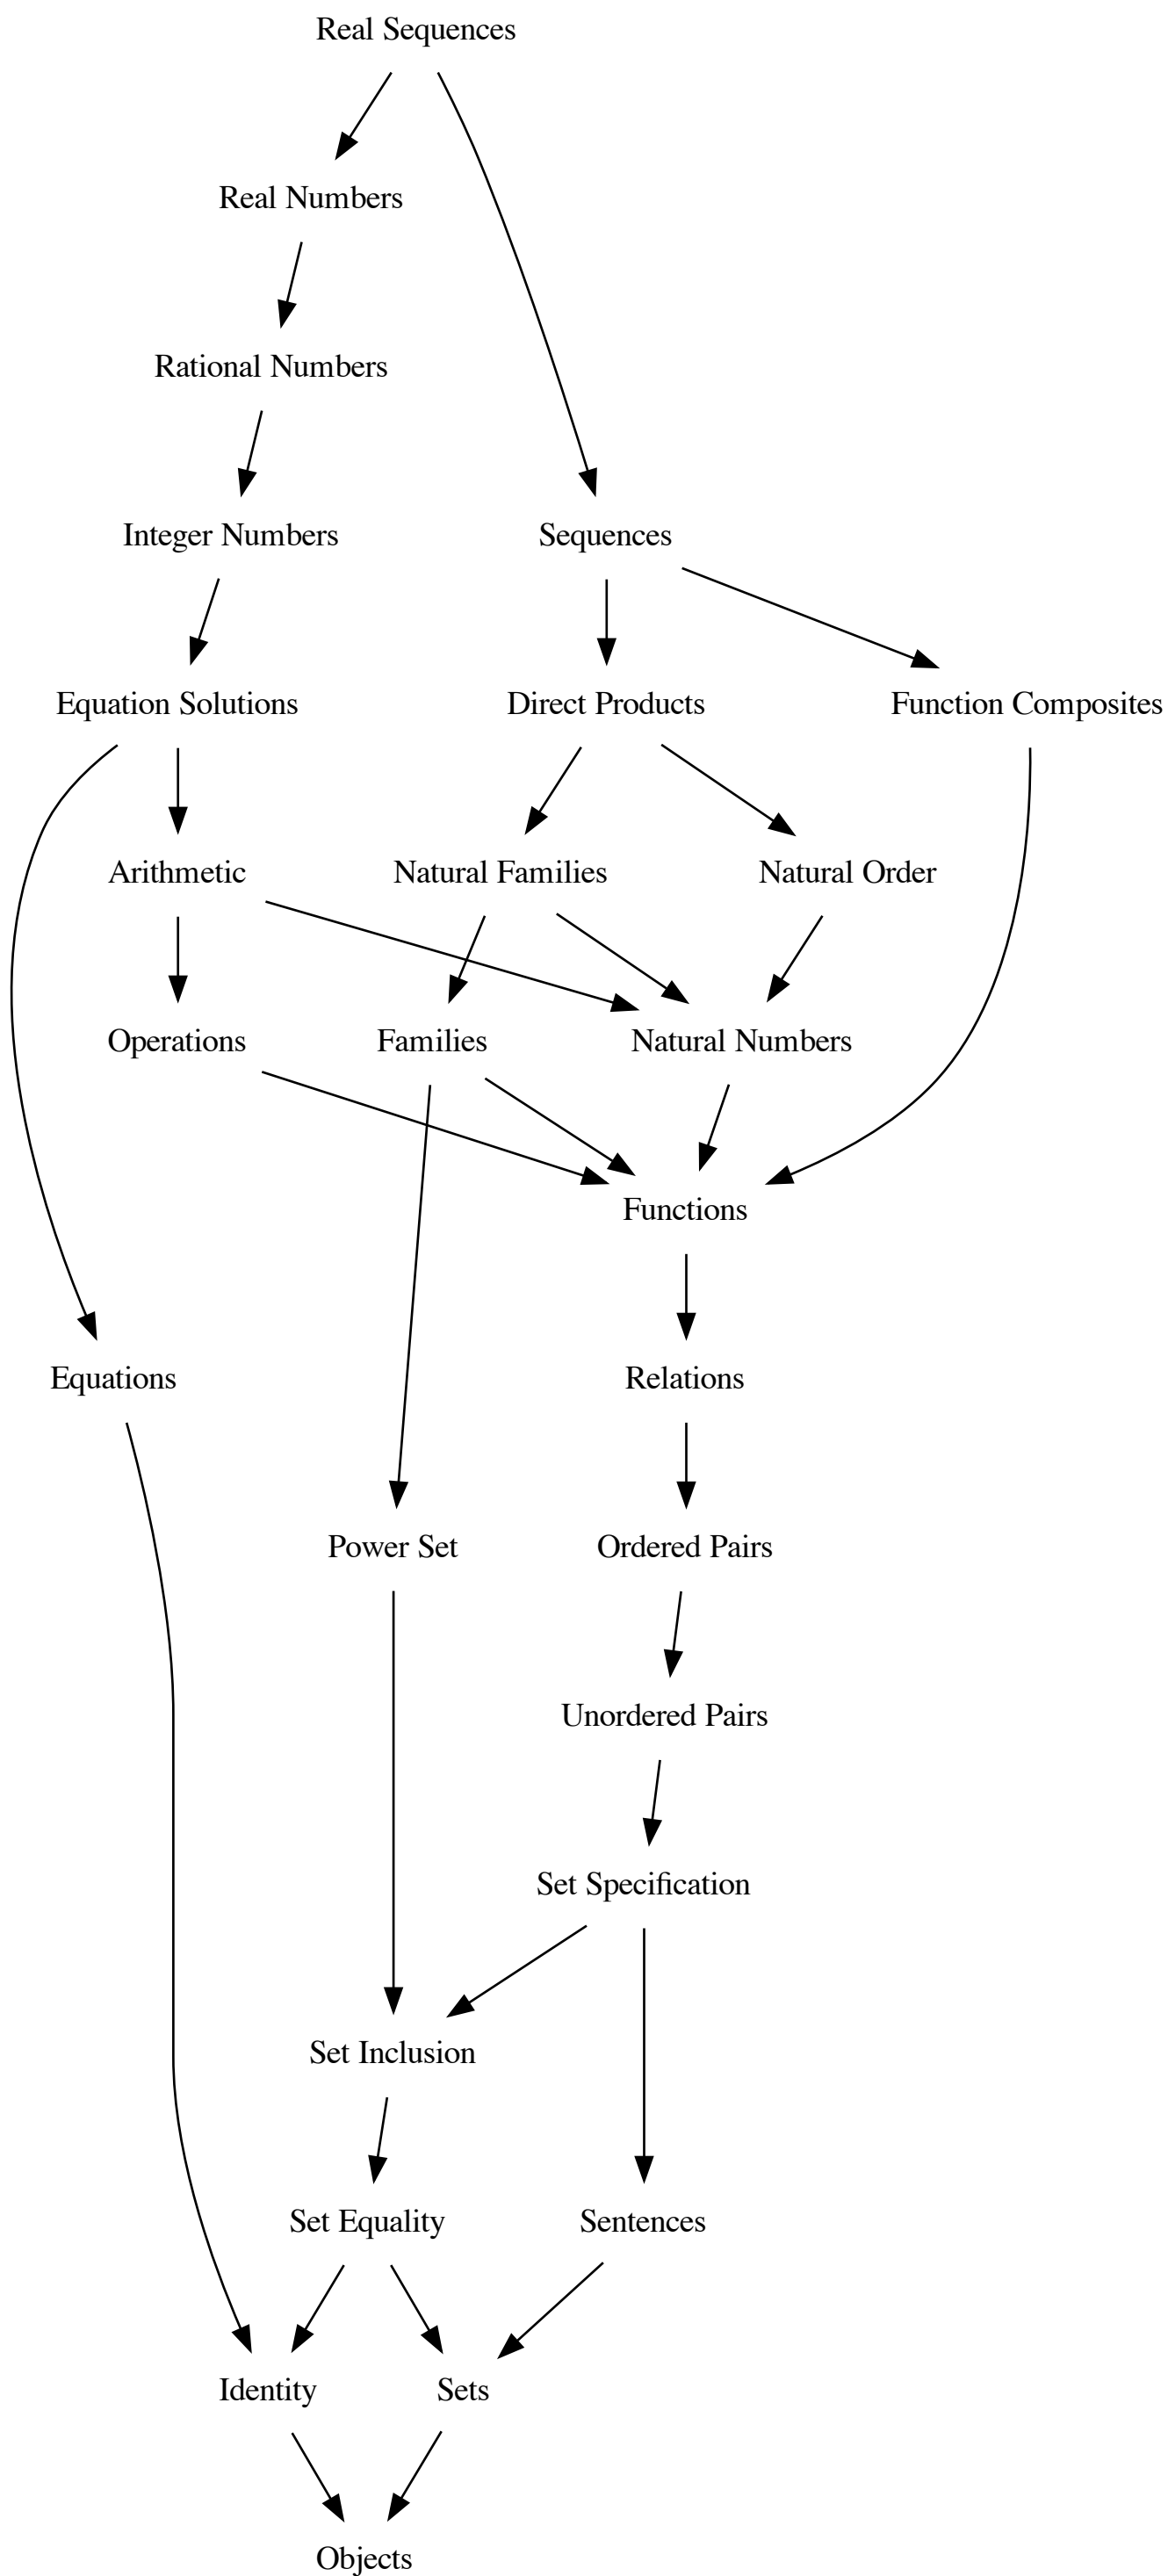 Real Sequences
Real Numbers
Rational Numbers
Integer Numbers
Sequences
Equation Solutions
Direct Products
Function Composites
Arithmetic
Natural Families
Natural Order
Operations
Families
Natural Numbers
Functions
Equations
Relations
Power Set
Ordered Pairs
Unordered Pairs
Set Specification
Set Inclusion
Set Equality
Sentences
Identity
Sets
Objects